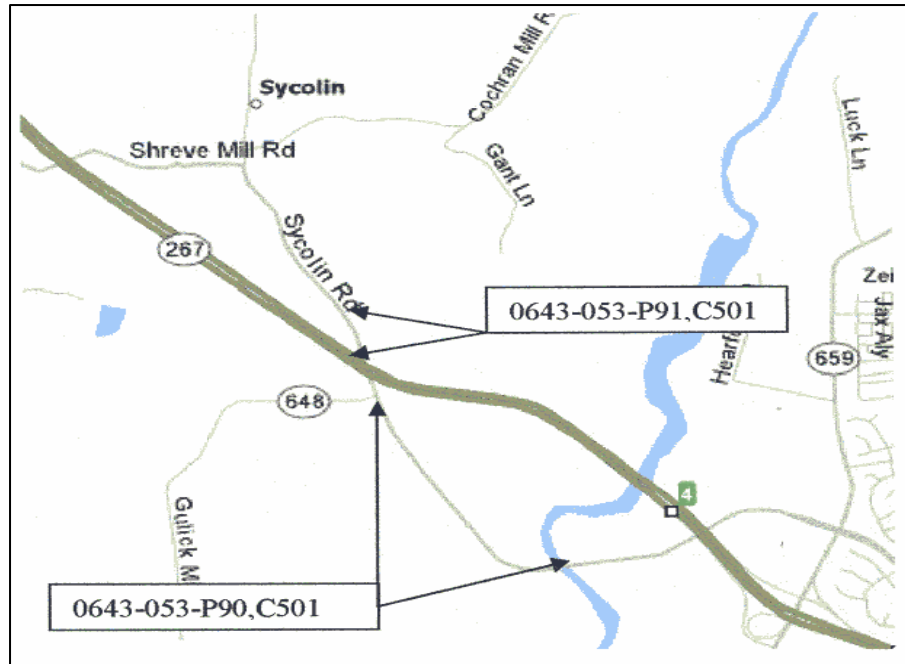 Cochran Mill R
Sycolin
Luck Ln
Shreve Mill Rd
Gant Ln
Sycolin Rd
267
Zei
0643-053-P91,C501
Jax Aly
Hearfo
659
648
4
Gulick M
0643-053-P90,C501